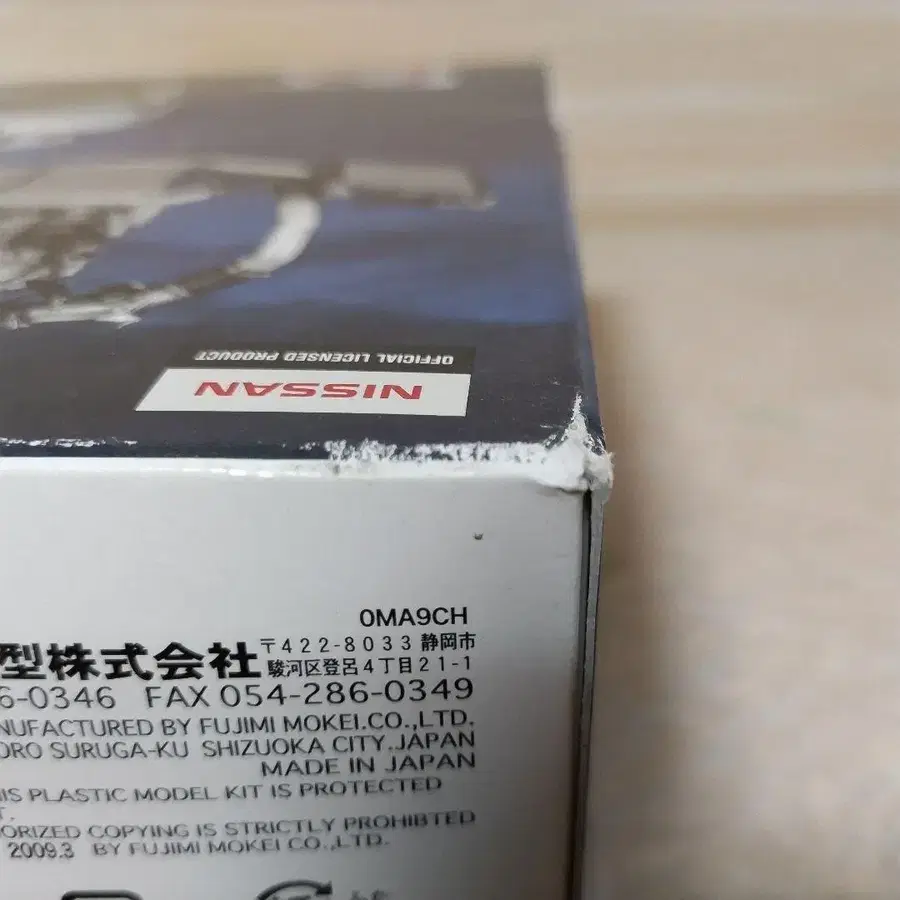 OFFICIAL LICENSED PRODUCT
NISSAN
0MA9CH
型株式会社 〒422-8033 静岡市
駿河区登呂4丁目21-1
6-0346 FAX 054-286-0349
NUFACTURED BY FUJIMI MOKEI.CO.,LTD.
ORO SURUGA-KU SHIZUOKA CITY.JAPAN
MADE IN JAPAN
IS PLASTIC MODEL KIT IS PROTECTED
T.
ORIZED COPYING IS STRICTLY PROHIBTED
2009.3 BY FUJIMI MOKEI CO.,LTD.